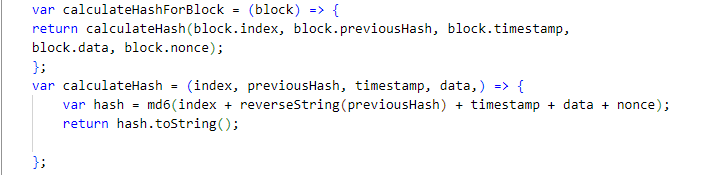 var calculateHashForBlock = (block) => {
return calculateHash(block.index, block.previousHash, block.timestamp,
block.data, block.nonce);
};
var calculateHash = (index, previousHash, timestamp, data,) => {
    var hash = md6(index + reverseString(previousHash) + timestamp + data + nonce);
    return hash.toString();
};